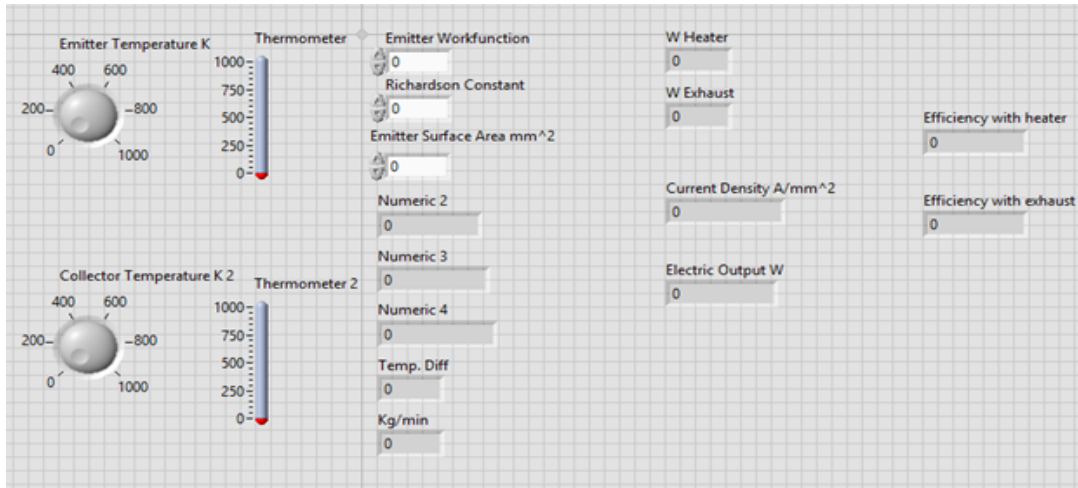 Emitter Temperature K
400 600
200 800
0 1000
Thermometer
1000
750
500
250
0
Emitter Workfunction
0
Richardson Constant
0
Emitter Surface Area mm^2
0
Numeric 2
0
Numeric 3
0
Numeric 4
0
Temp. Diff
0
Kg/min
0
Collector Temperature K 2
400 600
200 800
0 1000
Thermometer 2
1000
750
500
250
0
W Heater
0
W Exhaust
0
Current Density A/mm^2
0
Electric Output W
0
Efficiency with heater
0
Efficiency with exhaust
0